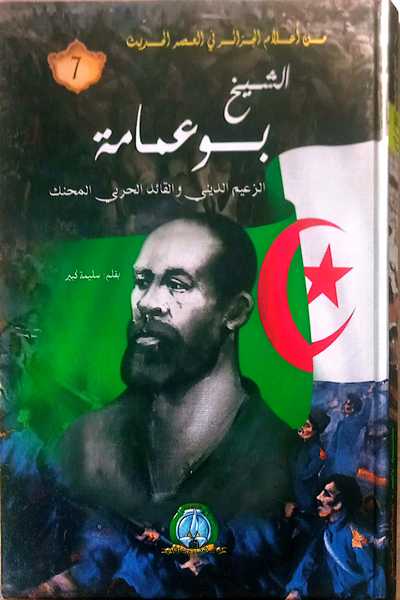 من أعلام الجزائر في العصر الحديث
7
الشيخ
بوعمامة
الزعيم الديني والقائد الحربي المحنك
بقلم: سليمة كبير